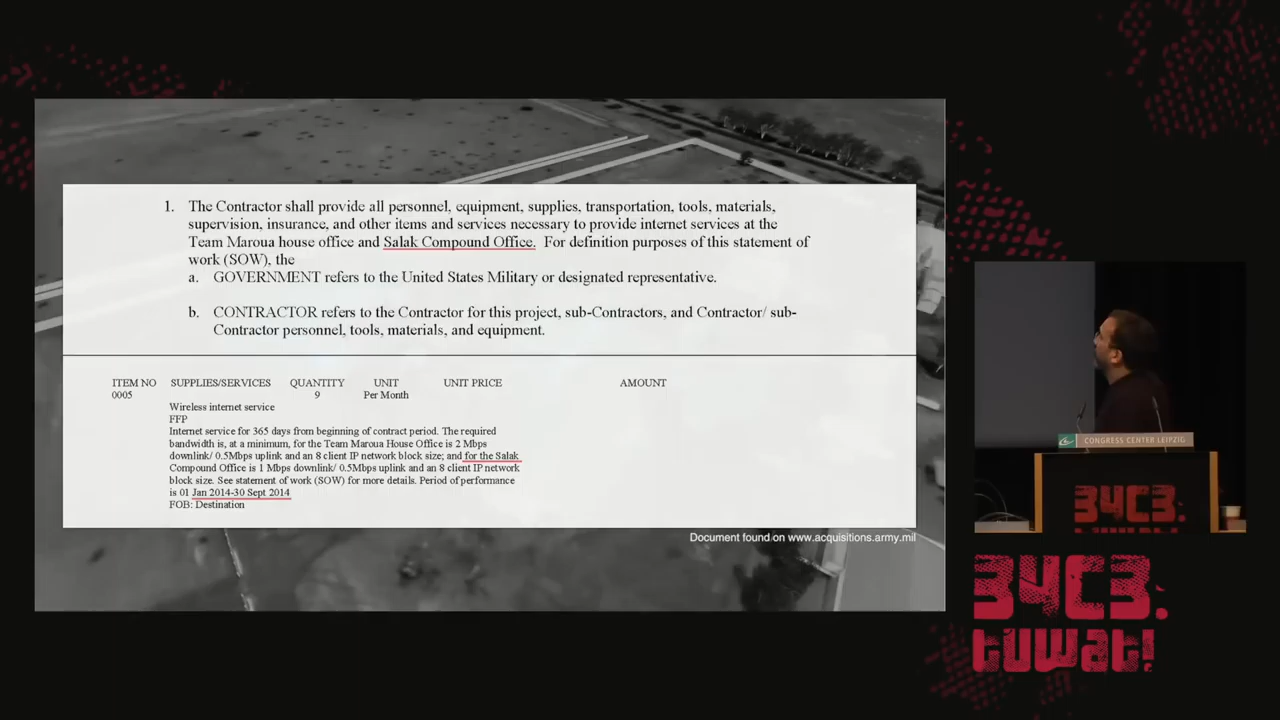 1. The Contractor shall provide all personnel, equipment, supplies, transportation, tools, materials,
supervision, insurance, and other items and services necessary to provide internet services at the
Team Maroua house office and Salak Compound Office. For definition purposes of this statement of
work (SOW), the
a. GOVERNMENT refers to the United States Military or designated representative.
b. CONTRACTOR refers to the Contractor for this project, sub-Contractors, and Contractor/ sub-
Contractor personnel, tools, materials, and equipment.
ITEM NO SUPPLIES/SERVICES QUANTITY UNIT UNIT PRICE AMOUNT
0005 9 Per Month
Wireless internet service
FFP
Internet service for 365 days from beginning of contract period. The required
bandwidth is, at a minimum, for the Team Maroua House Office is 2 Mbps
downlink/ 0.5Mbps uplink and an 8 client IP network block size; and for the Salak
Compound Office is 1 Mbps downlink/ 0.5Mbps uplink and an 8 client IP network
block size. See statement of work (SOW) for more details. Period of performance
is 01 Jan 2014-30 Sept 2014
FOB: Destination
Document found on www.acquisitions.army.mil
CONGRESS CENTER LEIPZIG
34C3.
34C3.
tuwat!